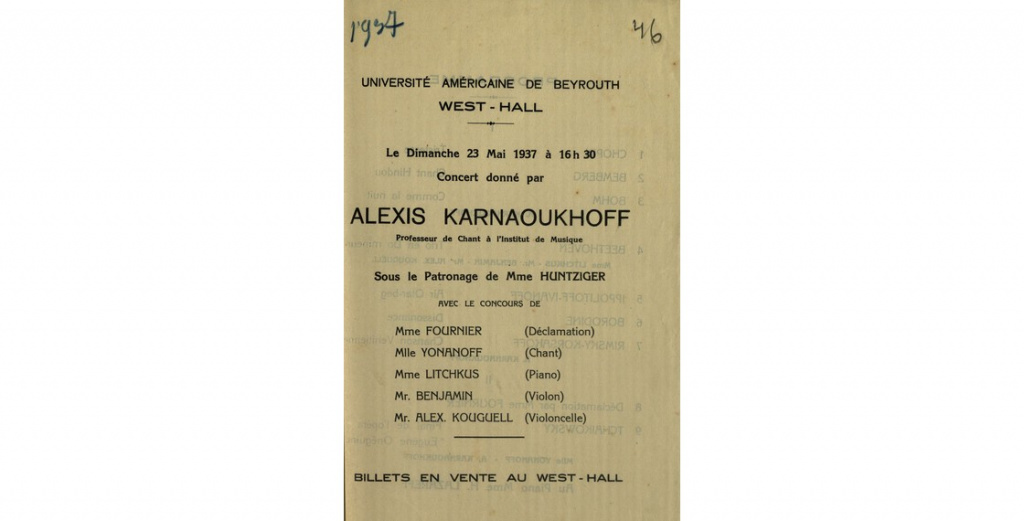 1937
46
UNIVERSITÉ AMÉRICAINE DE BEYROUTH
WEST - HALL
Le Dimanche 23 Mai 1937 à 16h 30
Concert donné par
ALEXIS KARNAOUKHOFF
Professeur de Chant à l'Institut de Musique
Sous le Patronage de Mme HUNTZIGER
AVEC LE CONCOURS DE
Mme FOURNIER (Déclamation)
Mlle YONANOFF (Chant)
Mme LITCHKUS (Piano)
Mr. BENJAMIN (Violon)
Mr. ALEX. KOUGUELL (Violoncelle)
BILLETS EN VENTE AU WEST - HALL